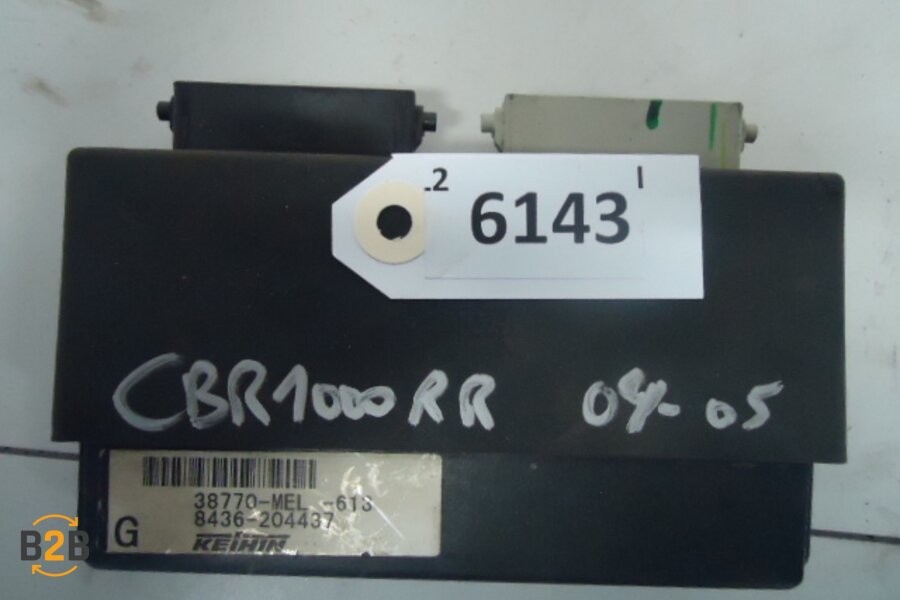 .2 I
6143
CBR1000RR 04-05
38770-MEL -613
8436-204437
G KEIHIN
B2B